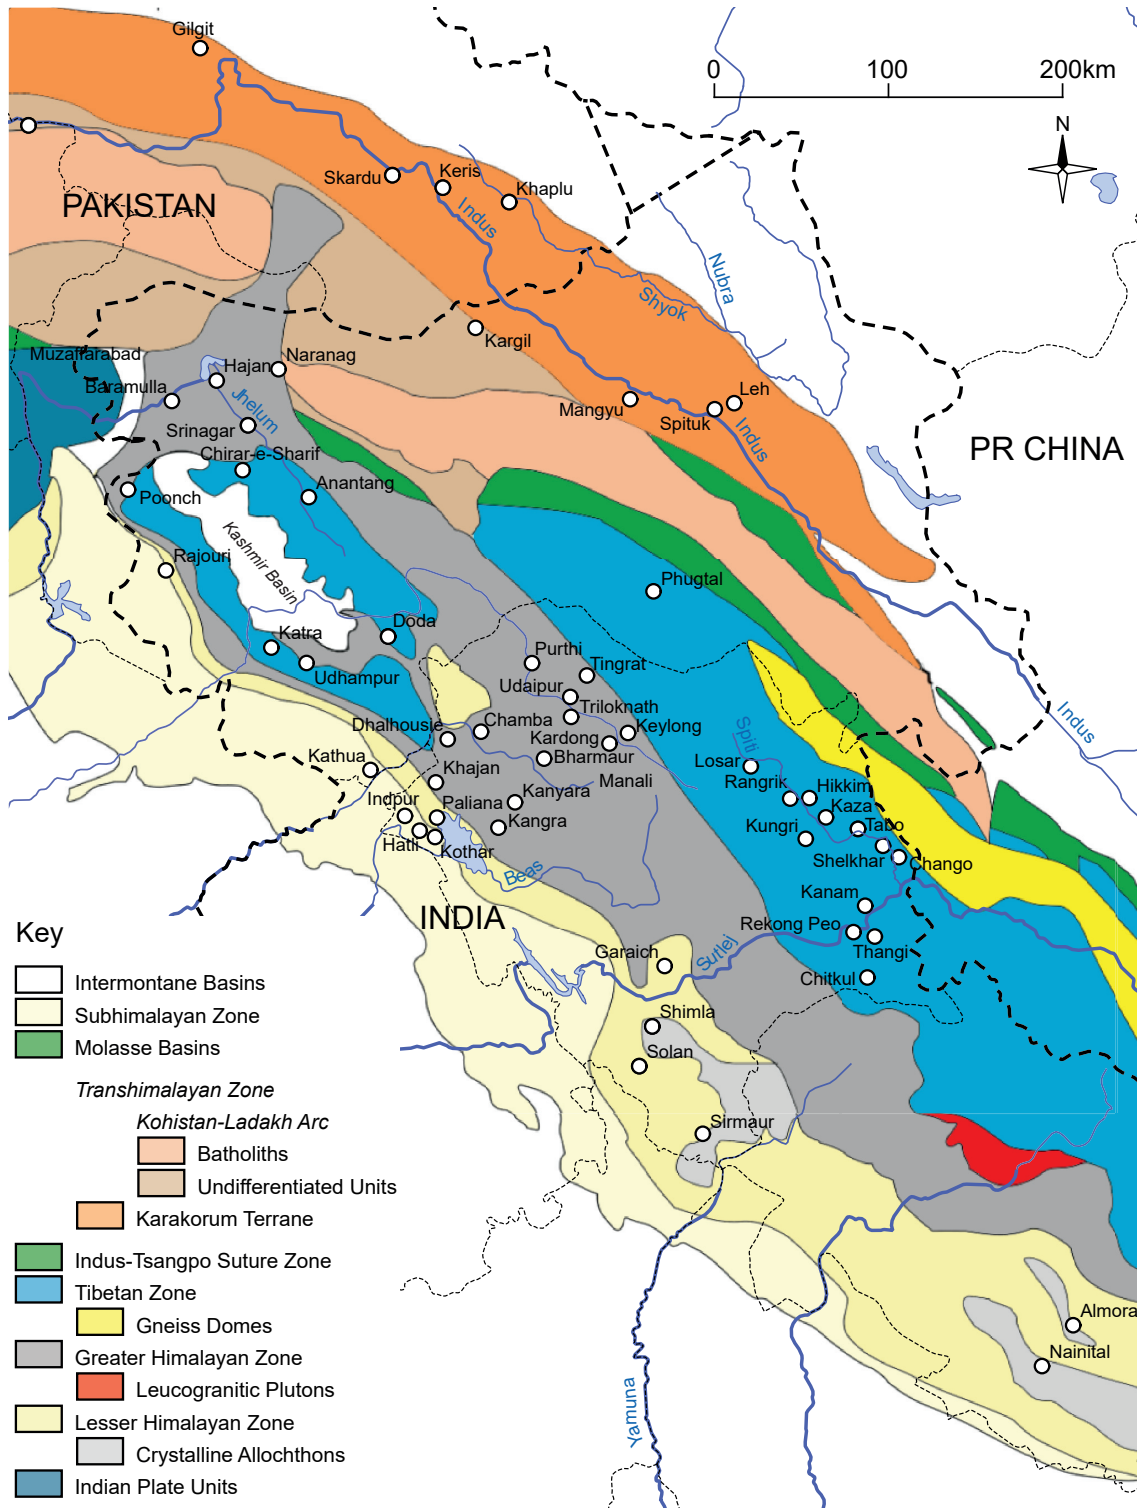 Gilgit
0 100 200km
N
Skardu
Keris
Khaplu
PAKISTAN
Indus
Nubra
Shyok
Kargil
Muzaffarabad
Hajan
Naranag
Baramulla
Jhelum
Mangyu
Leh
Spituk
Indus
PR CHINA
Srinagar
Chirar-e-Sharif
Anantang
Poonch
Kashmir Basin
Rajouri
Phugtal
Katra
Doda
Udhampur
Purthi
Tingrat
Udaipur
Triloknath
Dhalhousie
Chamba
Kardong
Keylong
Bharmaur
Spiti
Indus
Kathua
Khajan
Manali
Losar
Rangrik
Hikkim
Indpur
Paliana
Kanyara
Kaza
Kangra
Kungri
Tabo
Hatli
Kothar
Shelkhar
Chango
Beas
Kanam
INDIA
Rekong Peo
Thangi
Garaich
Sutlej
Chitkul
Shimla
Solan
Sirmaur
Almora
Nainital
Yamuna
Key
Intermontane Basins
Subhimalayan Zone
Molasse Basins
Transhimalayan Zone
Kohistan-Ladakh Arc
Batholiths
Undifferentiated Units
Karakorum Terrane
Indus-Tsangpo Suture Zone
Tibetan Zone
Gneiss Domes
Greater Himalayan Zone
Leucogranitic Plutons
Lesser Himalayan Zone
Crystalline Allochthons
Indian Plate Units